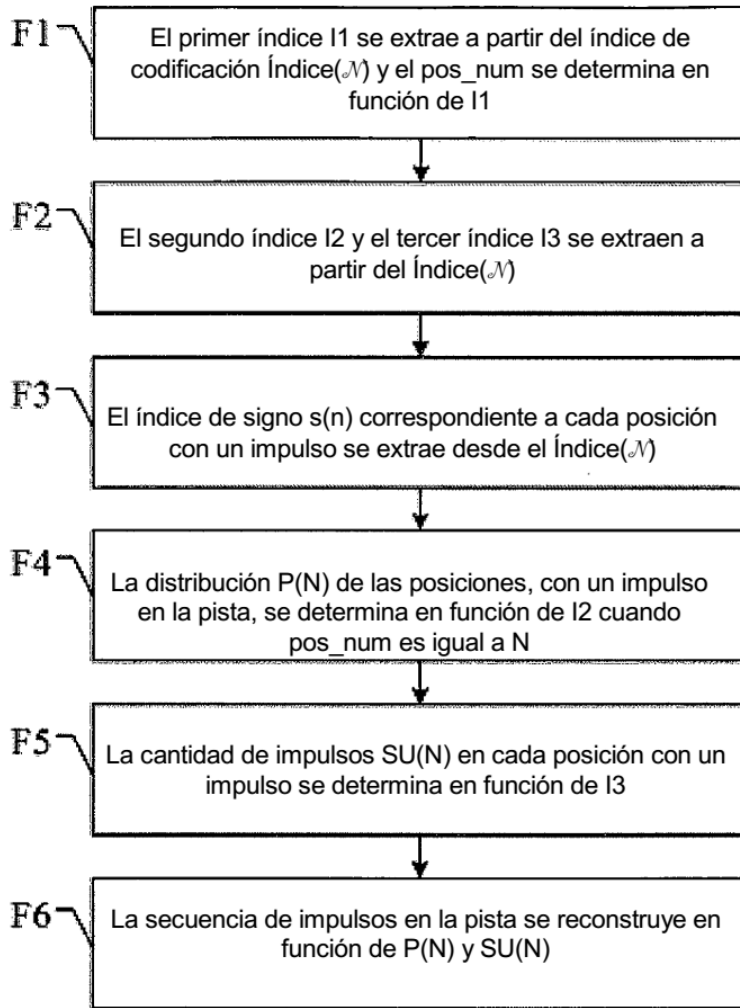 F1
El primer índice I1 se extrae a partir del índice de
codificación Índice(𝒩) y el pos_num se determina en
función de I1
F2
El segundo índice I2 y el tercer índice I3 se extraen a
partir del Índice(𝒩)
F3
El índice de signo s(n) correspondiente a cada posición
con un impulso se extrae desde el Índice(𝒩)
F4
La distribución P(N) de las posiciones, con un impulso
en la pista, se determina en función de I2 cuando
pos_num es igual a N
F5
La cantidad de impulsos SU(N) en cada posición con un
impulso se determina en función de I3
F6
La secuencia de impulsos en la pista se reconstruye en
función de P(N) y SU(N)